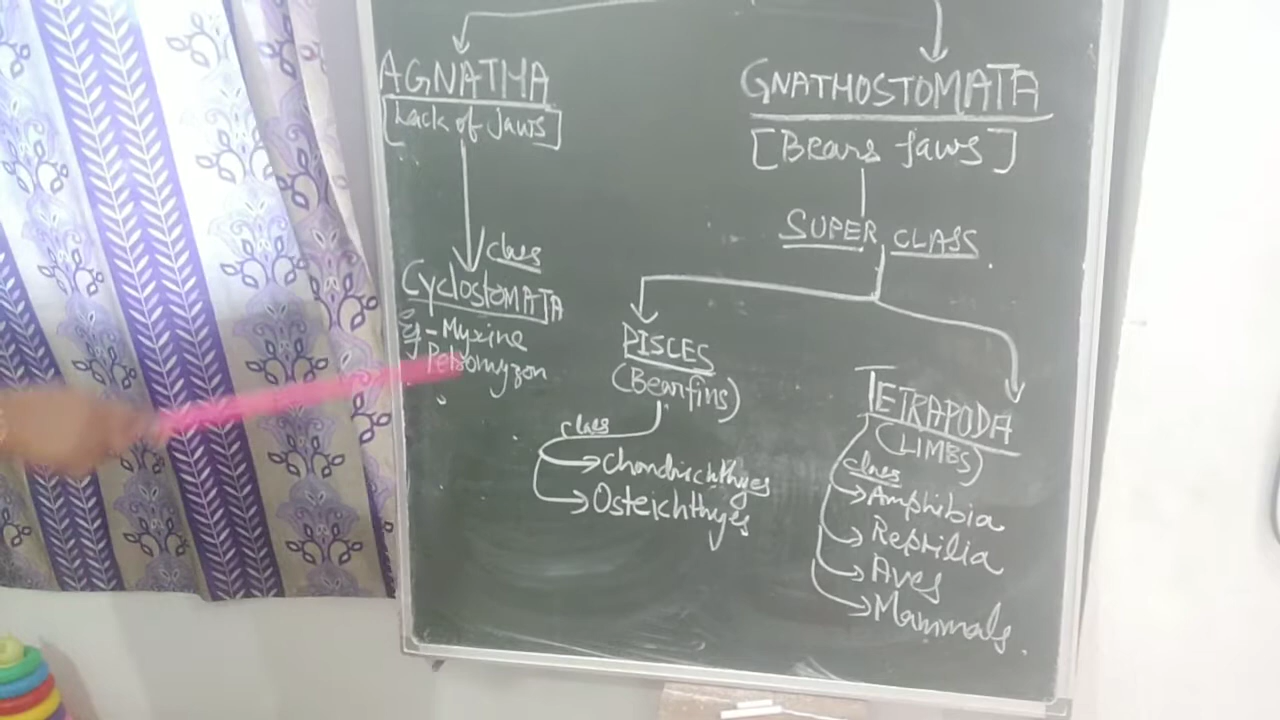 AGNATHA
[Lack of Jaws]
class
CyclostoMATA
Eg - Myxine
Petromyzon
GNATHOSTOMATA
[Bears Jaws]
SUPER CLASS
PISCES
(Bear fins)
class
Chondrichthyes
Osteichthyes
TETRAPODA
(LIMBS)
class
Amphibia
Reptilia
Aves
Mammals.